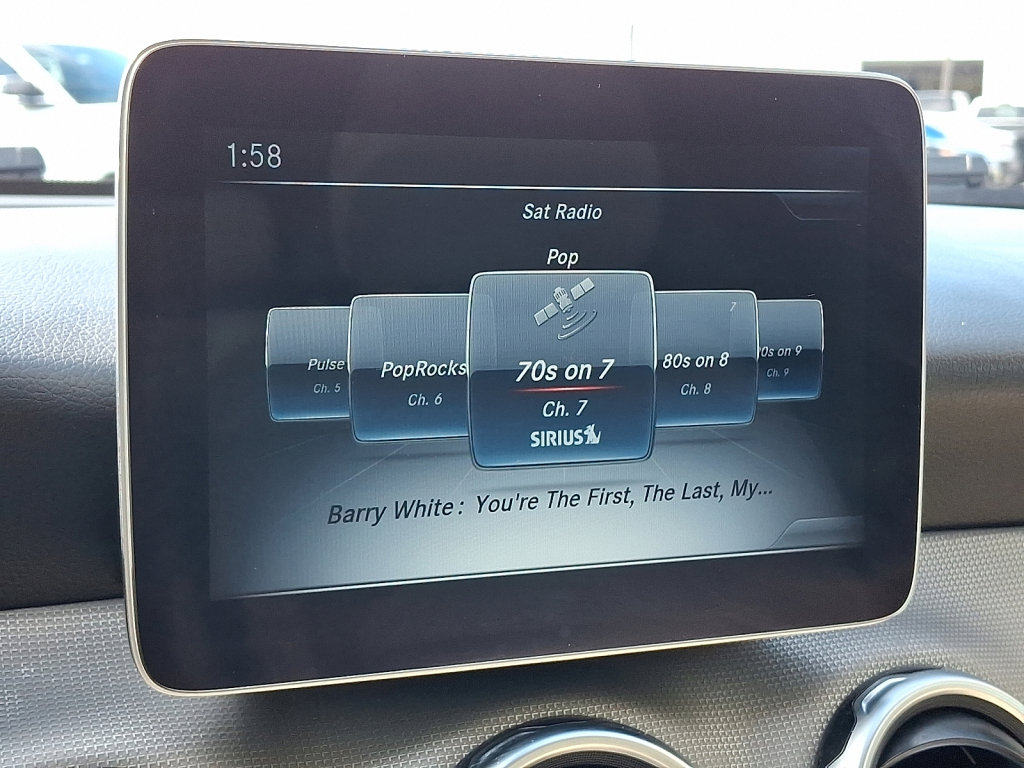 1:58
Sat Radio
Pop
7
Pulse
Ch. 5
PopRocks
Ch. 6
70s on 7
Ch. 7
SIRIUS
80s on 8
Ch. 8
0s on 9
Ch. 9
Barry White : You're The First, The Last, My...